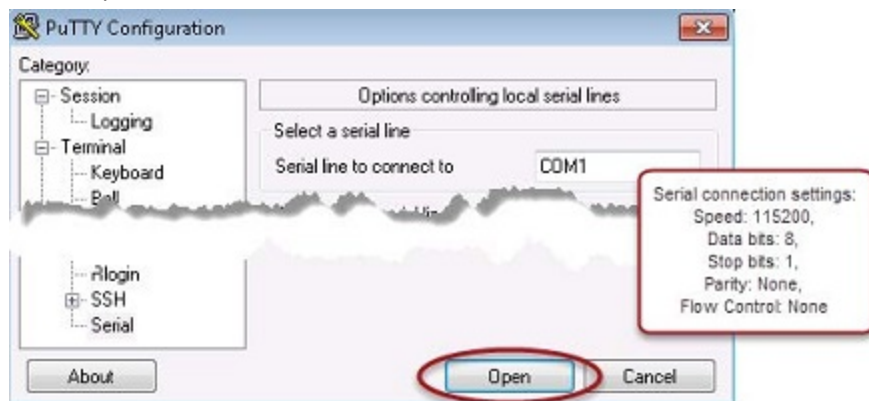 PuTTY Configuration
Category:
Session
Logging
Terminal
Keyboard
Bell
Rlogin
SSH
Serial
Options controlling local serial lines
Select a serial line
Serial line to connect to COM1
Serial connection settings:
Speed: 115200,
Data bits: 8,
Stop bits: 1,
Parity: None,
Flow Control: None
About
Open
Cancel